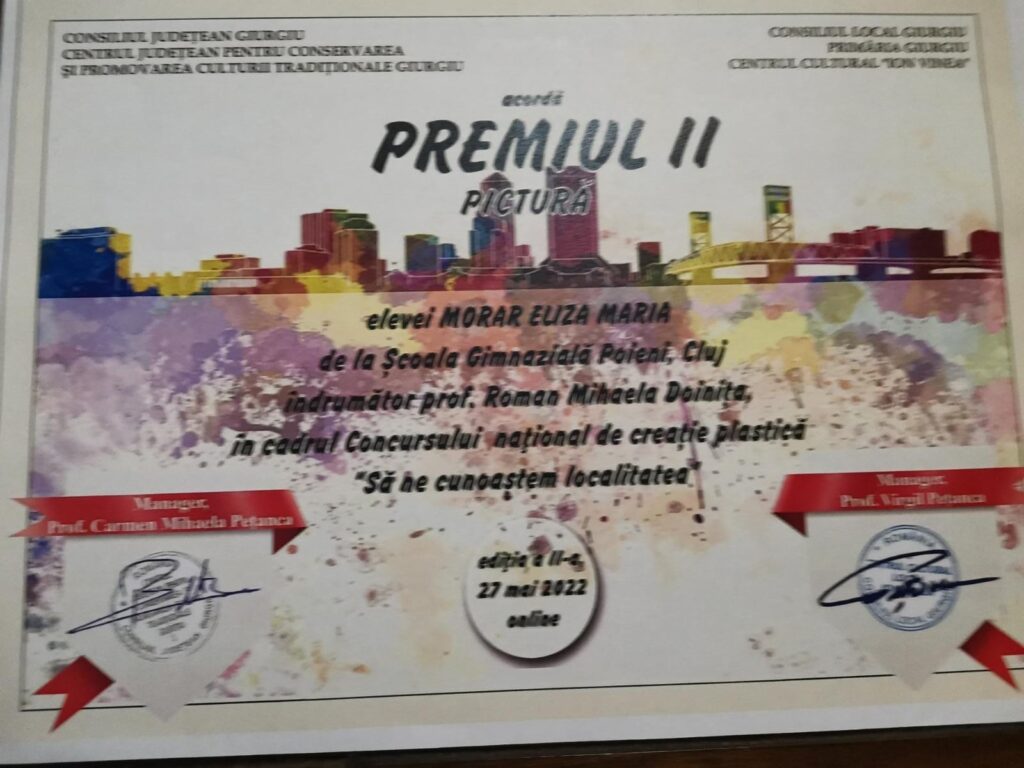 CONSILIUL JUDEȚEAN GIURGIU
CENTRUL JUDEȚEAN PENTRU CONSERVAREA
ȘI PROMOVAREA CULTURII TRADIȚIONALE GIURGIU
CONSILIUL LOCAL GIURGIU
PRIMĂRIA GIURGIU
CENTRUL CULTURAL "ION VINEA"
acordă
PREMIUL II
PICTURĂ
elevei MORAR ELIZA MARIA
de la Școala Gimnazială Poieni, Cluj
îndrumător prof. Roman Mihaela Doinița,
în cadrul Concursului național de creație plastică
"Să ne cunoaștem localitatea"
Manager,
Prof. Carmen Mihaela Pețanca
Manager,
Prof. Virgil Pețanca
ediția a II-a,
27 mai 2022
online
ROMÂNIA